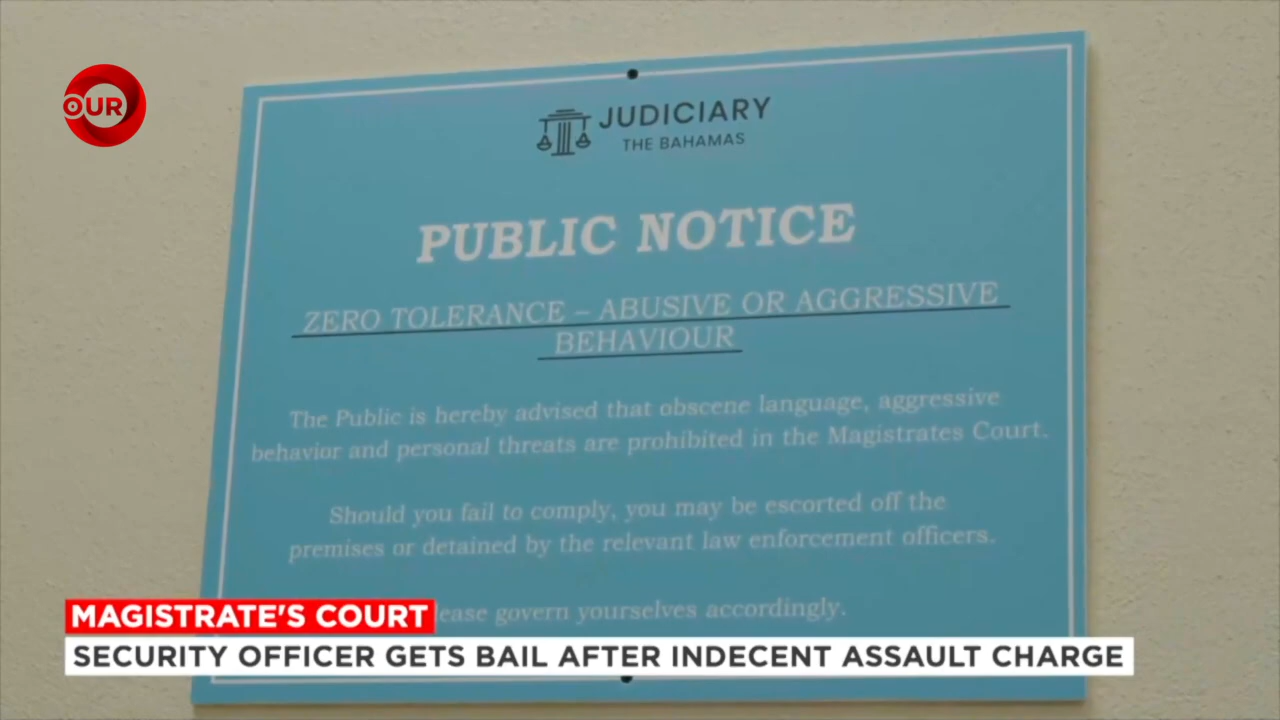 OUR
JUDICIARY
THE BAHAMAS
PUBLIC NOTICE
ZERO TOLERANCE – ABUSIVE OR AGGRESSIVE
BEHAVIOUR
The Public is hereby advised that obscene language, aggressive
behavior and personal threats are prohibited in the Magistrates Court.
Should you fail to comply, you may be escorted off the
premises or detained by the relevant law enforcement officers.
ease govern yourselves accordingly.
MAGISTRATE'S COURT
SECURITY OFFICER GETS BAIL AFTER INDECENT ASSAULT CHARGE